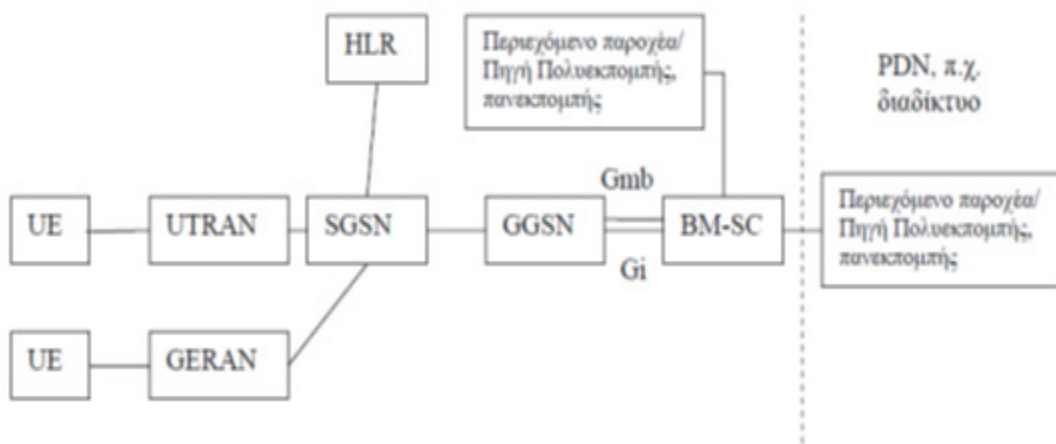 HLR
Περιεχόμενο παροχέα/
Πηγή Πολυεκπομπής,
πανεκπομπής
PDN, π.χ.
διαδίκτυο
UE
UTRAN
SGSN
GGSN
Gmb
Gi
BM-SC
Περιεχόμενο παροχέα/
Πηγή Πολυεκπομπής,
πανεκπομπής
UE
GERAN